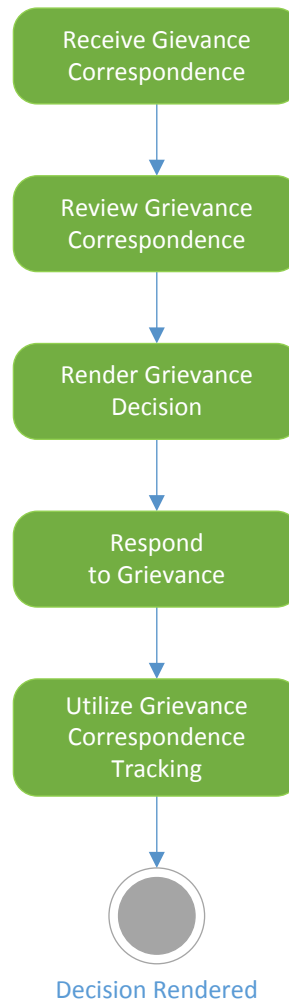 Receive Gievance
Correspondence
Review Grievance
Correspondence
Render Grievance
Decision
Respond
to Grievance
Utilize Grievance
Correspondence
Tracking
Decision Rendered